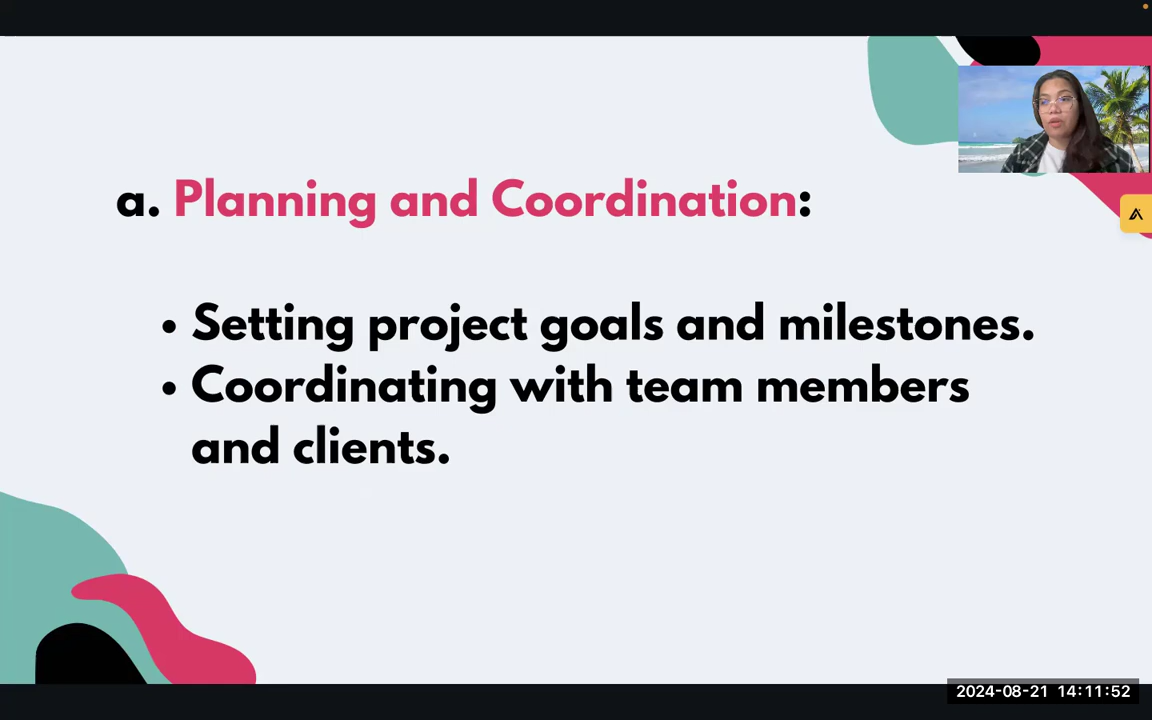 a. Planning and Coordination:
• Setting project goals and milestones.
• Coordinating with team members
and clients.
2024-08-21 14:11:52